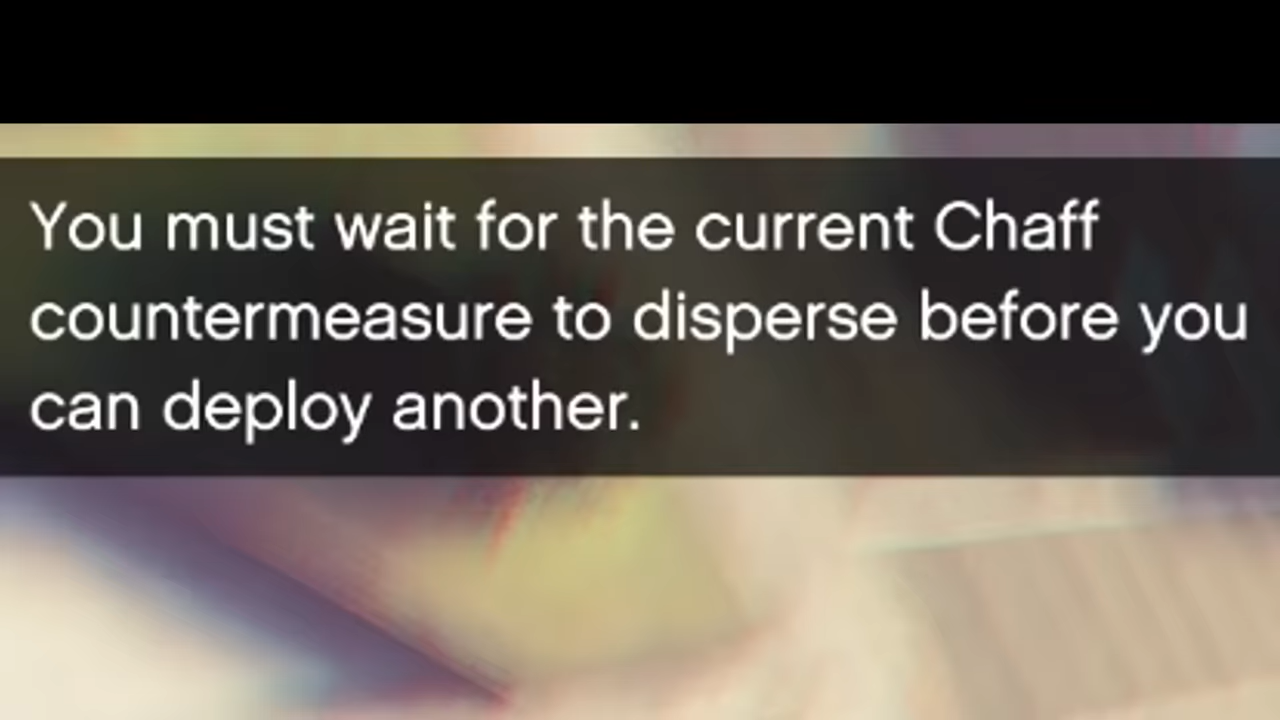 You must wait for the current Chaff
countermeasure to disperse before you
can deploy another.